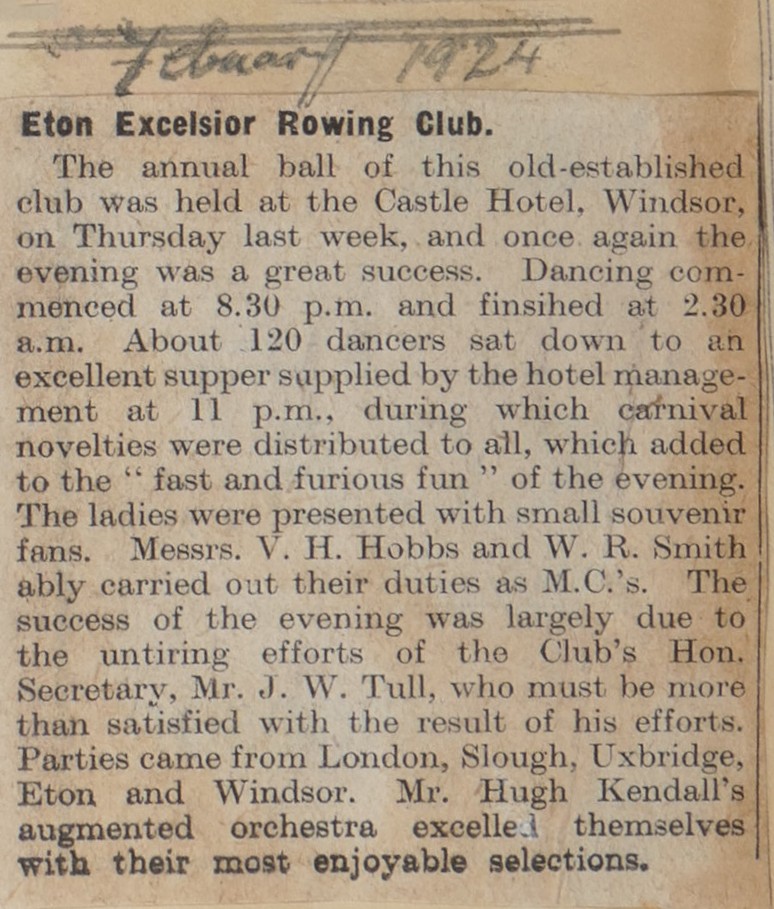 Febuary 1924
Eton Excelsior Rowing Club.
The annual ball of this old-established
club was held at the Castle Hotel, Windsor,
on Thursday last week, and once again the
evening was a great success. Dancing com-
menced at 8.30 p.m. and finsihed at 2.30
a.m. About 120 dancers sat down to an
excellent supper supplied by the hotel manage-
ment at 11 p.m., during which carnival
novelties were distributed to all, which added
to the “ fast and furious fun ” of the evening.
The ladies were presented with small souvenir
fans. Messrs. V. H. Hobbs and W. R. Smith
ably carried out their duties as M.C.’s. The
success of the evening was largely due to
the untiring efforts of the Club’s Hon.
Secretary, Mr. J. W. Tull, who must be more
than satisfied with the result of his efforts.
Parties came from London, Slough, Uxbridge,
Eton and Windsor. Mr. Hugh Kendall’s
augmented orchestra excelled themselves
with their most enjoyable selections.